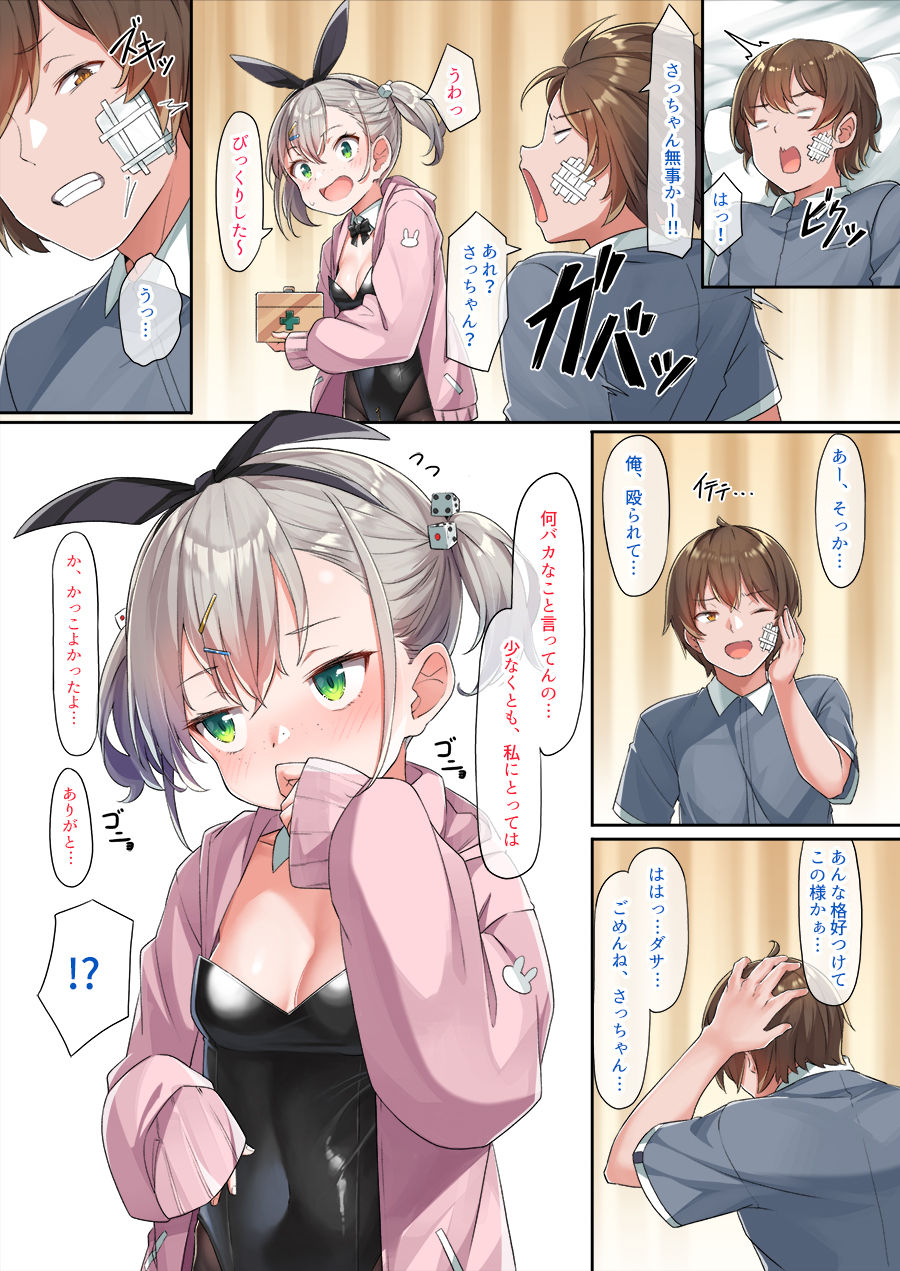 はっ！
ビクッ
さっちゃん無事かー!!
ガバッ
あれ？
さっちゃん？
うわっ
びっくりした〜
ズキッ
うっ…
あー、そっか…
イテテ…
俺、殴られて…
あんな格好つけて
この様かぁ…
ははっ…ダサ…
ごめんね、さっちゃん…
何バカなこと言ってんの…
少なくとも、私にとっては
ゴニョ
ゴニョ
か、かっこよかったよ…
ありがと…
!?